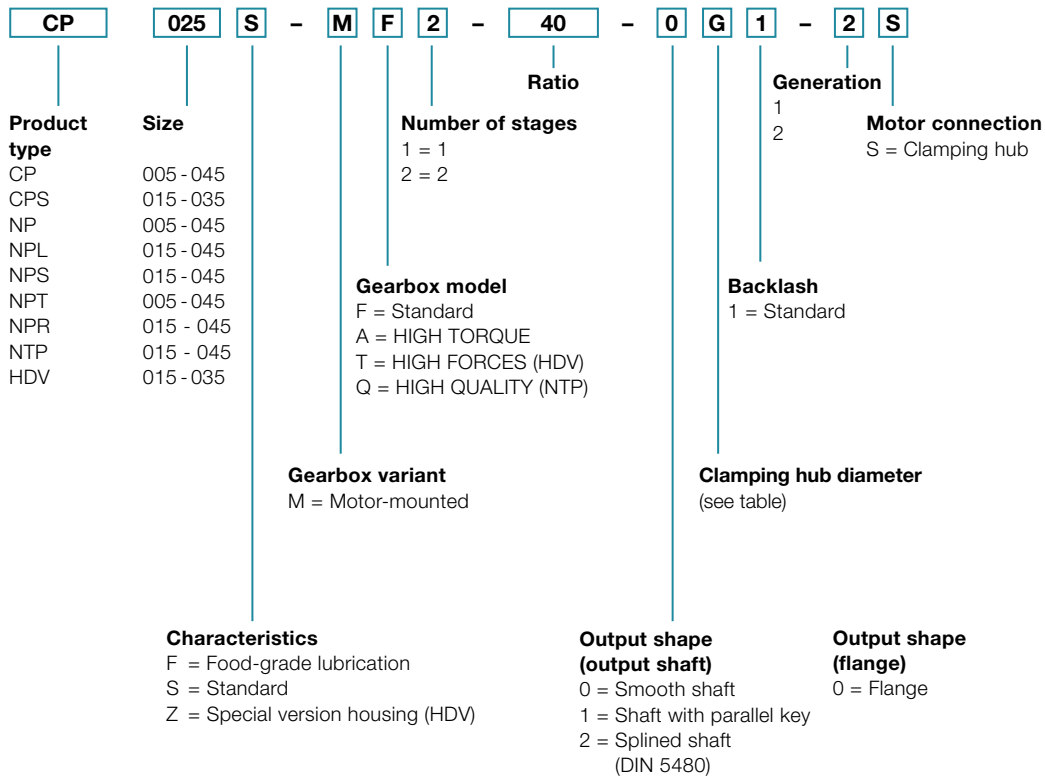 CP 025 S – M F 2 – 40 – 0 G 1 – 2 S
Ratio
Generation
1
2
Product
type
CP
CPS
NP
NPL
NPS
NPT
NPR
NTP
HDV
Size
005 - 045
015 - 035
005 - 045
015 - 045
015 - 045
005 - 045
015 - 045
015 - 045
015 - 035
Number of stages
1 = 1
2 = 2
Motor connection
S = Clamping hub
Gearbox model
F = Standard
A = HIGH TORQUE
T = HIGH FORCES (HDV)
Q = HIGH QUALITY (NTP)
Backlash
1 = Standard
Gearbox variant
M = Motor-mounted
Clamping hub diameter
(see table)
Characteristics
F = Food-grade lubrication
S = Standard
Z = Special version housing (HDV)
Output shape
(output shaft)
0 = Smooth shaft
1 = Shaft with parallel key
2 = Splined shaft
(DIN 5480)
Output shape
(flange)
0 = Flange